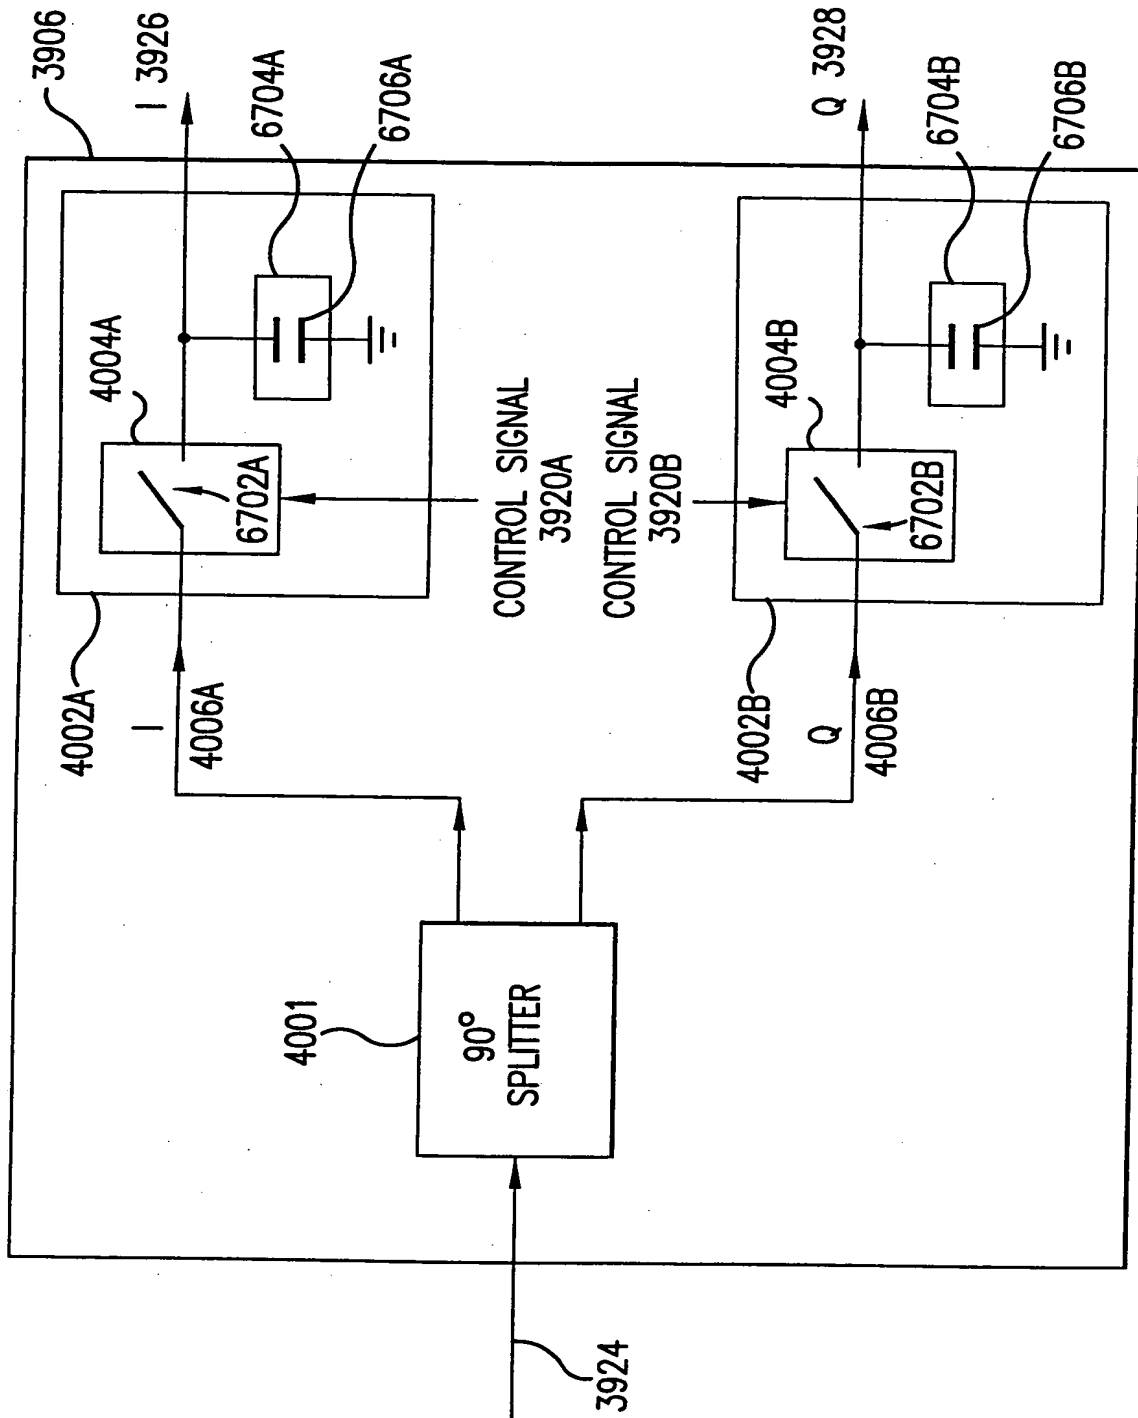 3906
I 3926
6704A
6706A
4004A
6702A
4002A
I
4006A
CONTROL SIGNAL
3920A
CONTROL SIGNAL
3920B
Q 3928
6704B
6706B
4004B
6702B
4002B
Q
4006B
4001
90°
SPLITTER
3924